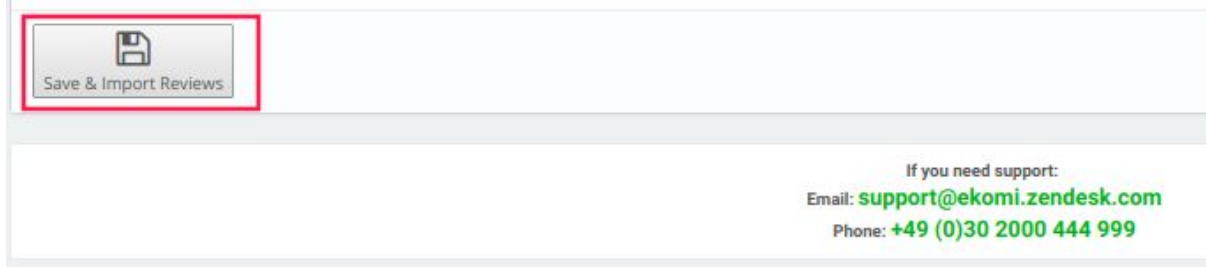 Save & Import Reviews
If you need support:
Email: support@ekomi.zendesk.com
Phone: +49 (0)30 2000 444 999